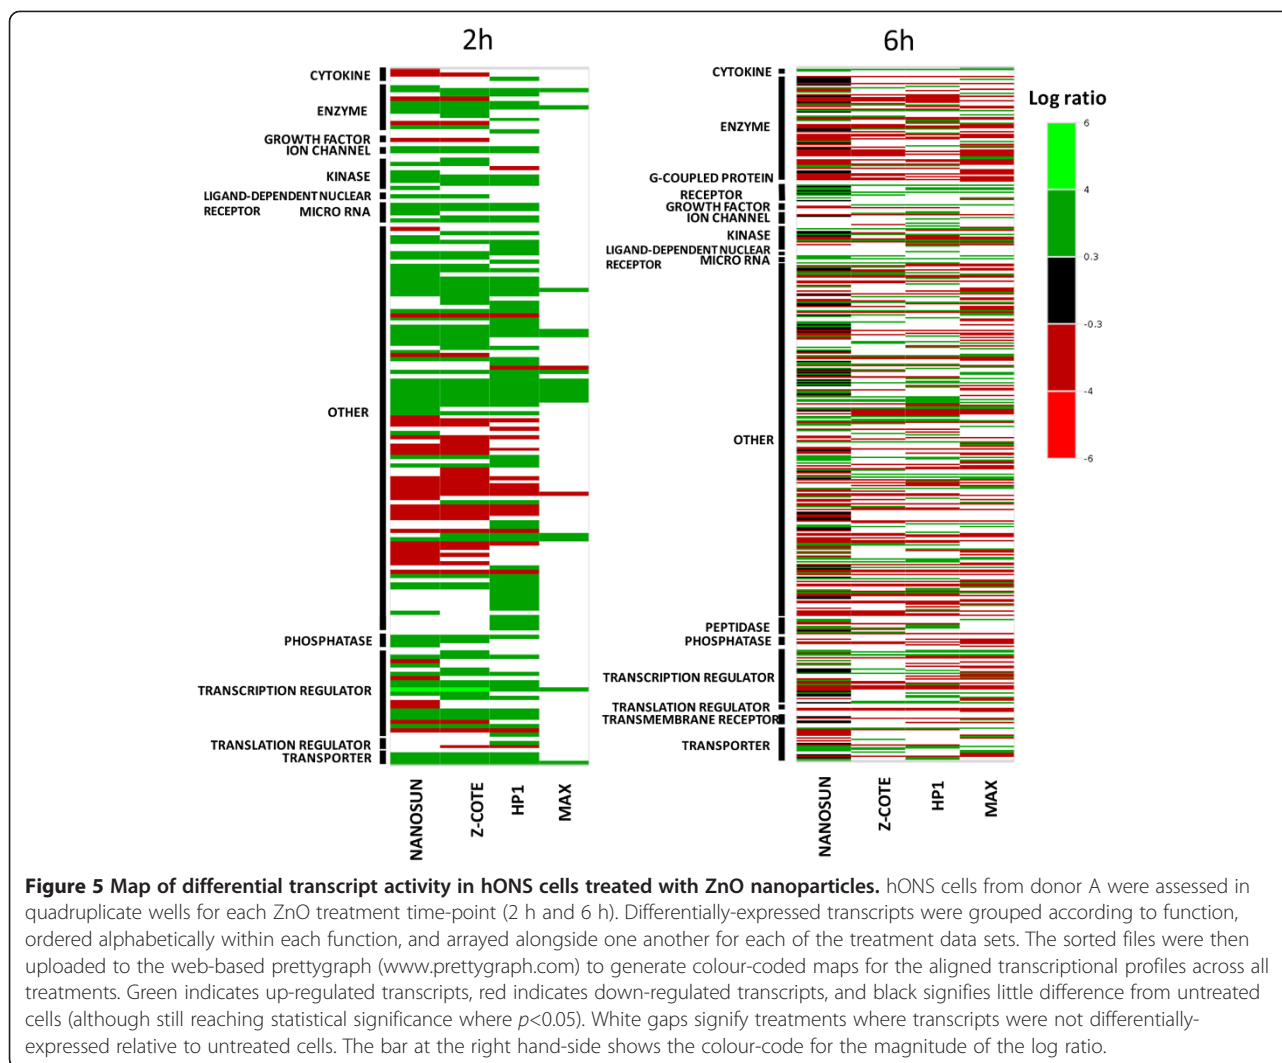 2h
CYTOKINE
ENZYME
GROWTH FACTOR
ION CHANNEL
KINASE
LIGAND-DEPENDENT NUCLEAR
RECEPTOR MICRO RNA
OTHER
PHOSPHATASE
TRANSCRIPTION REGULATOR
TRANSLATION REGULATOR
TRANSPORTER
NANOSUN
Z-COTE
HP1
MAX
6h
CYTOKINE
ENZYME
G-COUPLED PROTEIN
RECEPTOR
GROWTH FACTOR
ION CHANNEL
KINASE
LIGAND-DEPENDENT NUCLEAR
MICRO RNA
RECEPTOR
OTHER
PEPTIDASE
PHOSPHATASE
TRANSCRIPTION REGULATOR
TRANSLATION REGULATOR
TRANSMEMBRANE RECEPTOR
TRANSPORTER
NANOSUN
Z-COTE
HP1
MAX
Log ratio
6
4
0.3
-0.3
-4
-6
Figure 5 Map of differential transcript activity in hONS cells treated with ZnO nanoparticles. hONS cells from donor A were assessed in
quadruplicate wells for each ZnO treatment time-point (2 h and 6 h). Differentially-expressed transcripts were grouped according to function,
ordered alphabetically within each function, and arrayed alongside one another for each of the treatment data sets. The sorted files were then
uploaded to the web-based prettygraph (www.prettygraph.com) to generate colour-coded maps for the aligned transcriptional profiles across all
treatments. Green indicates up-regulated transcripts, red indicates down-regulated transcripts, and black signifies little difference from untreated
cells (although still reaching statistical significance where p<0.05). White gaps signify treatments where transcripts were not differentially-
expressed relative to untreated cells. The bar at the right hand-side shows the colour-code for the magnitude of the log ratio.